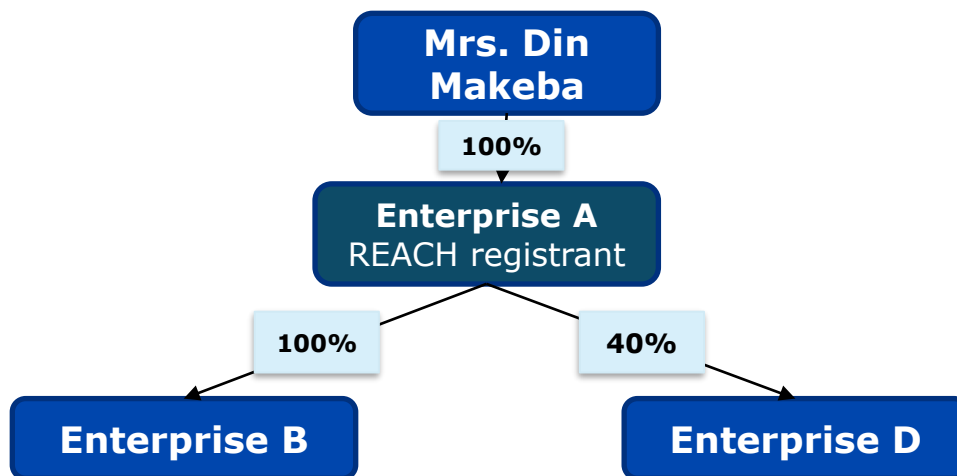 Mrs. Din
Makeba
100%
Enterprise A
REACH registrant
100%
40%
Enterprise B
Enterprise D